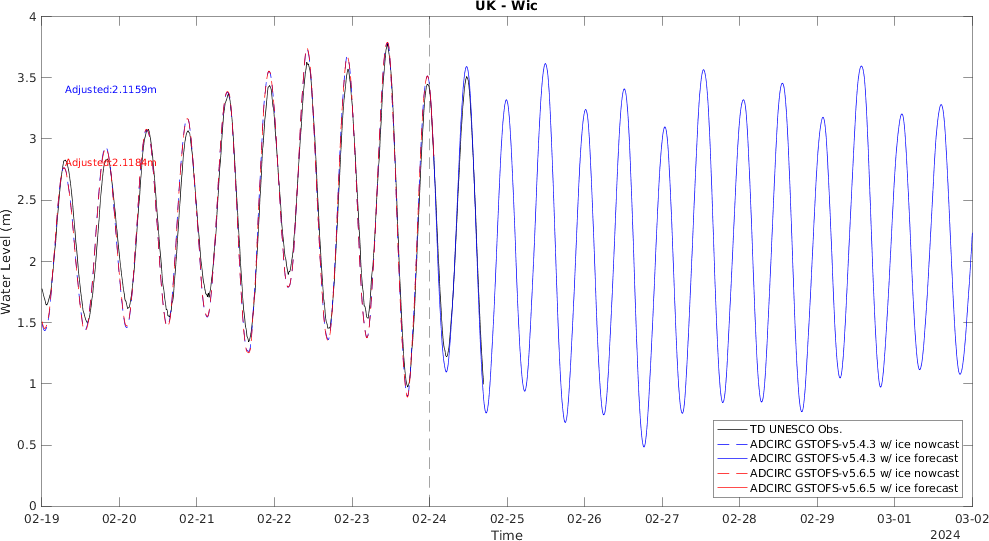 UK - Wic
4
3.5
3
2.5
2
1.5
1
0.5
0
Water Level (m)
Adjusted:2.1159m
Adjusted:2.1184m
TD UNESCO Obs.
ADCIRC GSTOFS-v5.4.3 w/ ice nowcast
ADCIRC GSTOFS-v5.4.3 w/ ice forecast
ADCIRC GSTOFS-v5.6.5 w/ ice nowcast
ADCIRC GSTOFS-v5.6.5 w/ ice forecast
02-19 02-20 02-21 02-22 02-23 02-24 02-25 02-26 02-27 02-28 02-29 03-01 03-02
Time
2024